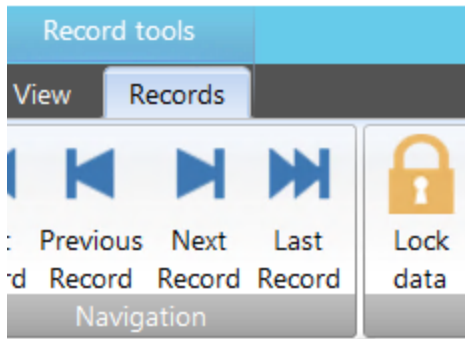 Record tools
View Records
Previous Next Last Lock
Record Record Record data
Navigation